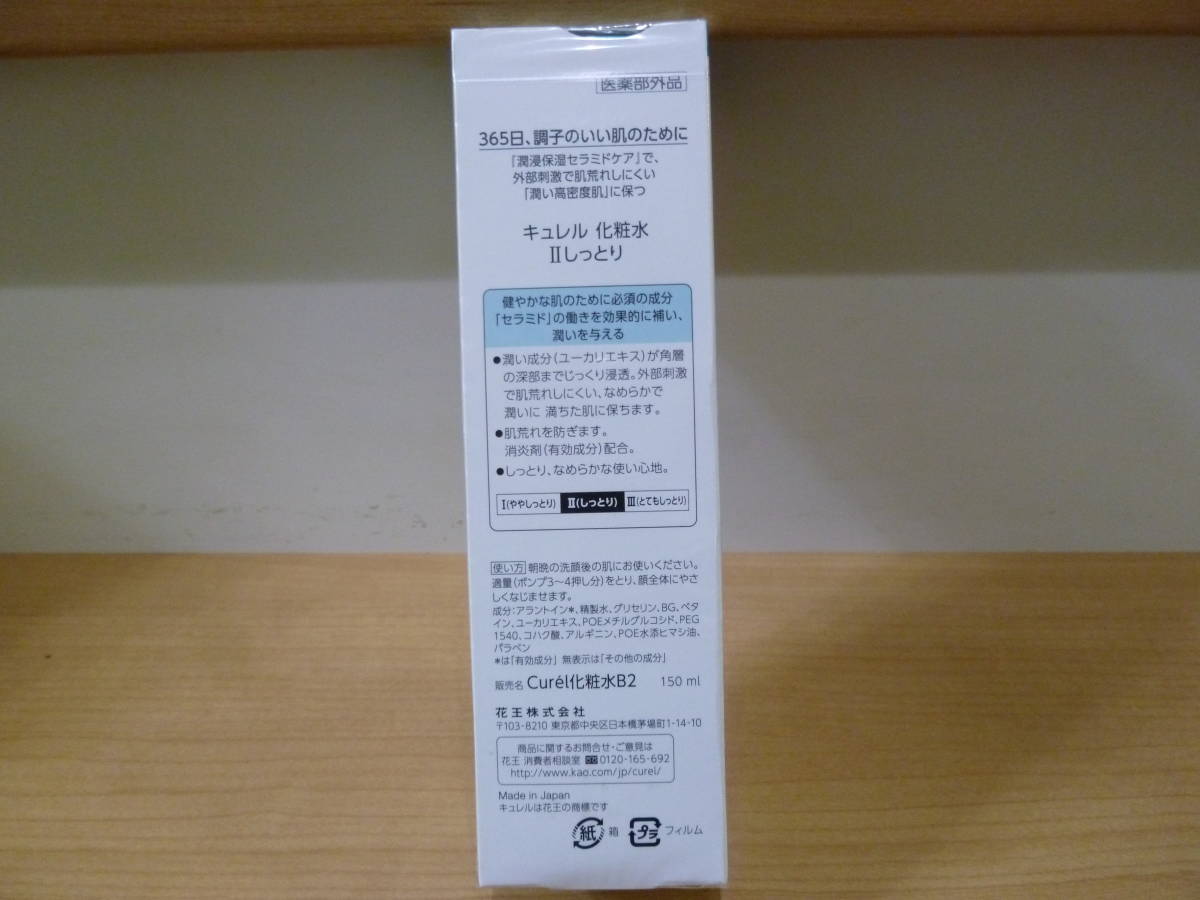 医薬部外品
365日、調子のいい肌のために
『潤浸保湿セラミドケア』で、
外部刺激で肌荒れしにくい
「潤い高密度肌」に保つ
キュレル 化粧水
IIしっとり
健やかな肌のために必須の成分
「セラミド」の働きを効果的に補い、
潤いを与える
●潤い成分(ユーカリエキス)が角層
の深部までじっくり浸透。外部刺激
で肌荒れしにくい、なめらかで
潤いに 満ちた肌に保ちます。
●肌荒れを防ぎます。
消炎剤(有効成分)配合。
●しっとり、なめらかな使い心地。
I(ややしっとり) II(しっとり) III(とてもしっとり)
使い方 朝晩の洗顔後の肌にお使いください。
適量(ポンプ3〜4押し分)をとり、顔全体にやさ
しくなじませます。
成分:アラントイン*、精製水、グリセリン、BG、ベタ
イン、ユーカリエキス、POEメチルグルコシド、PEG
1540、コハク酸、アルギニン、POE水添ヒマシ油、
パラベン
*は「有効成分」 無表示は「その他の成分」
販売名 Curél化粧水B2 150 ml
花王株式会社
〒103-8210 東京都中央区日本橋茅場町1-14-10
商品に関するお問合せ・ご意見は
花王 消費者相談室 0120-165-692
http://www.kao.com/jp/curel/
Made in Japan
キュレルは花王の商標です
紙 箱 プラ フィルム